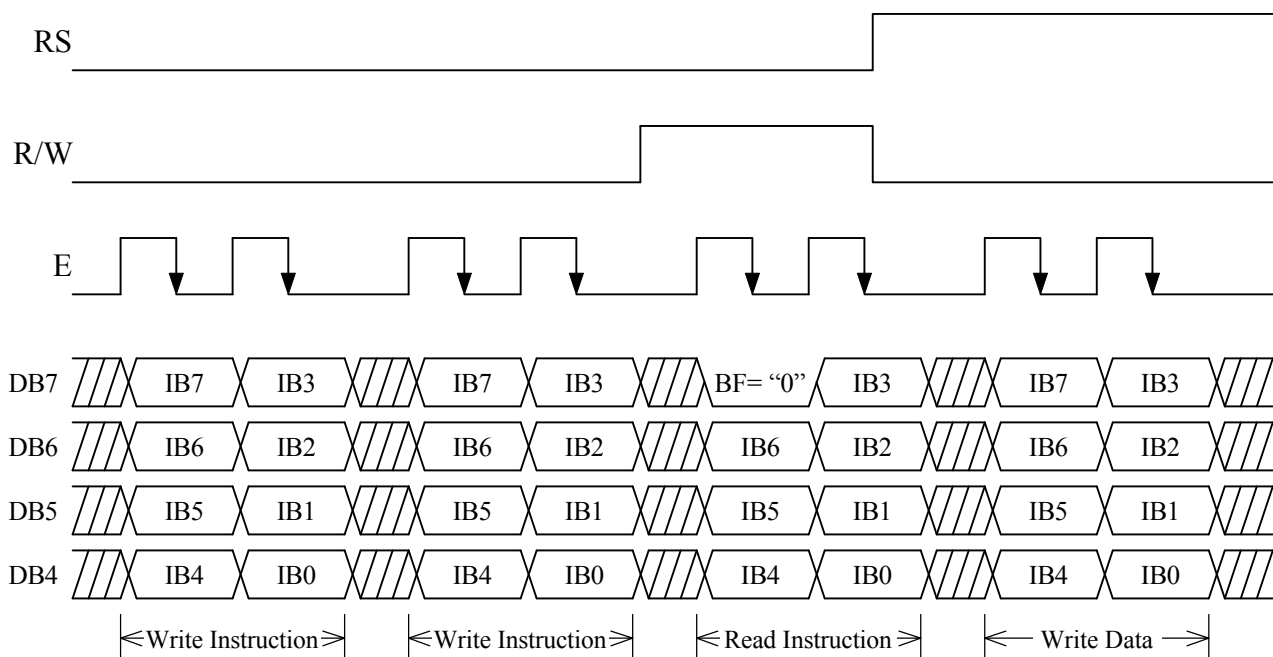 RS
R/W
E
DB7 IB7 IB3 IB7 IB3 BF= “0” IB3 IB7 IB3
DB6 IB6 IB2 IB6 IB2 IB6 IB2 IB6 IB2
DB5 IB5 IB1 IB5 IB1 IB5 IB1 IB5 IB1
DB4 IB4 IB0 IB4 IB0 IB4 IB0 IB4 IB0
Write Instruction Write Instruction Read Instruction Write Data